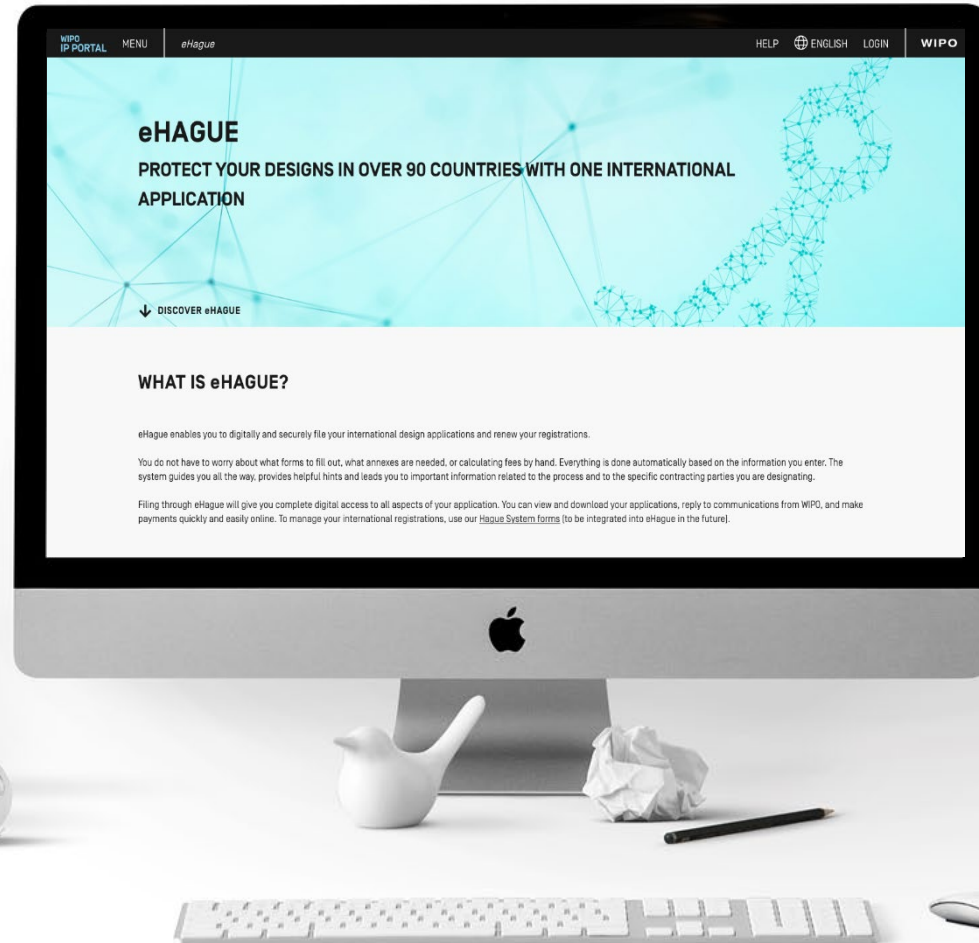 WIPO
IP PORTAL
MENU
eHague
HELP
ENGLISH
LOGIN
WIPO
eHAGUE
PROTECT YOUR DESIGNS IN OVER 90 COUNTRIES WITH ONE INTERNATIONAL
APPLICATION
DISCOVER eHAGUE
WHAT IS eHAGUE?
eHague enables you to digitally and securely file your international design applications and renew your registrations.
You do not have to worry about what forms to fill out, what annexes are needed, or calculating fees by hand. Everything is done automatically based on the information you enter. The
system guides you all the way, provides helpful hints and leads you to important information related to the process and to the specific contracting parties you are designating.
Filing through eHague will give you complete digital access to all aspects of your application. You can view and download your applications, reply to communications from WIPO, and make
payments quickly and easily online. To manage your international registrations, use our Hague System forms (to be integrated into eHague in the future).